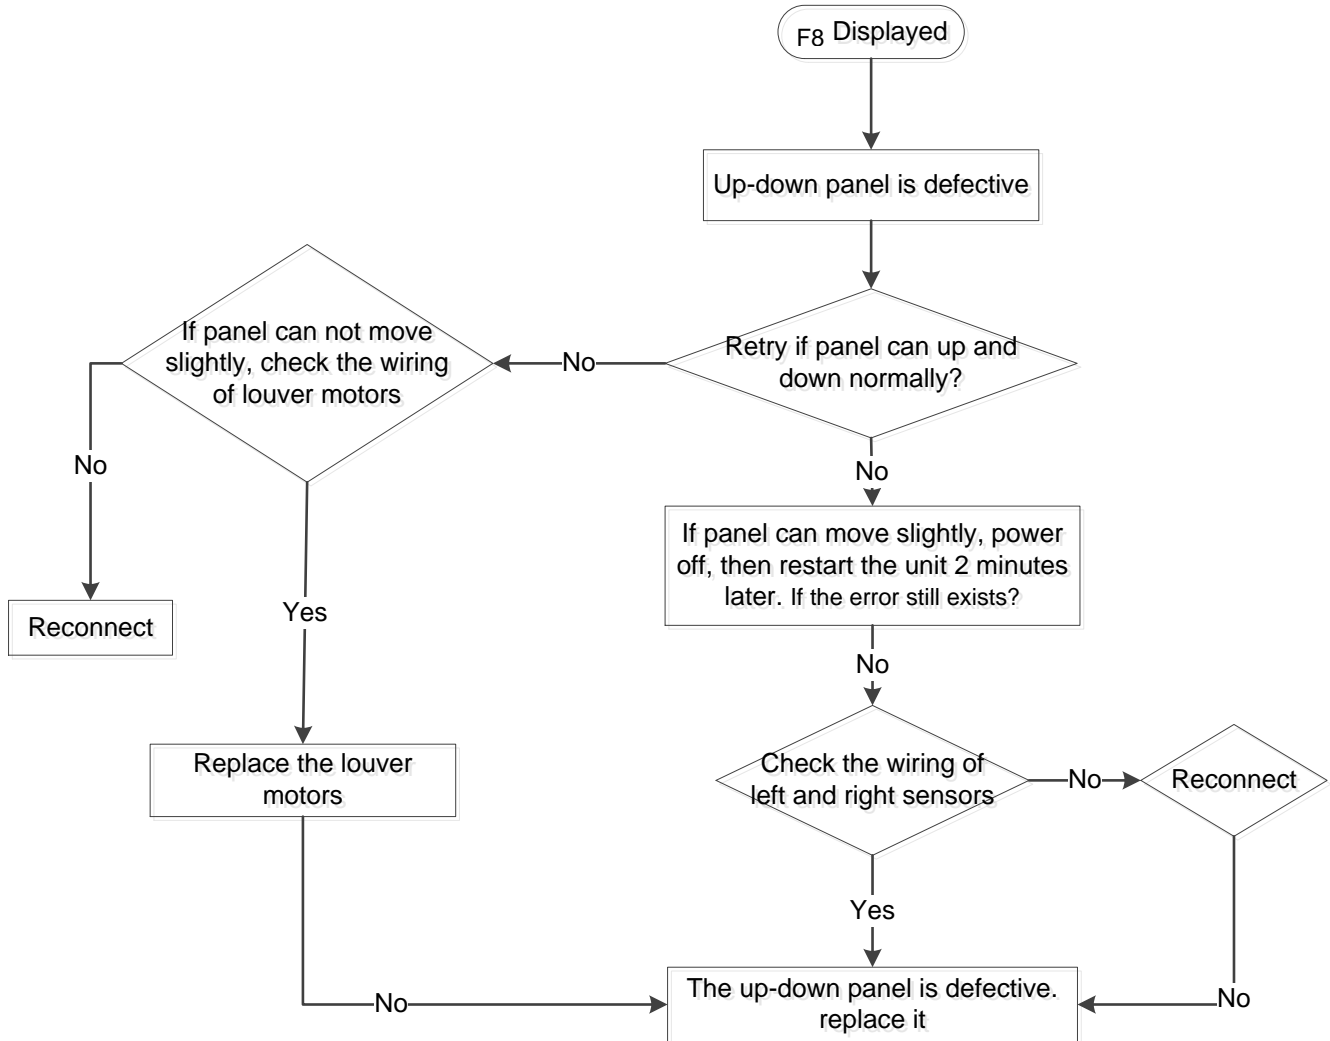 F8 Displayed
Up-down panel is defective
Retry if panel can up and
down normally?
No
If panel can not move
slightly, check the wiring
of louver motors
No
Reconnect
Yes
Replace the louver
motors
No
No
If panel can move slightly, power
off, then restart the unit 2 minutes
later. If the error still exists?
No
Check the wiring of
left and right sensors
No
Reconnect
Yes
No
The up-down panel is defective.
replace it